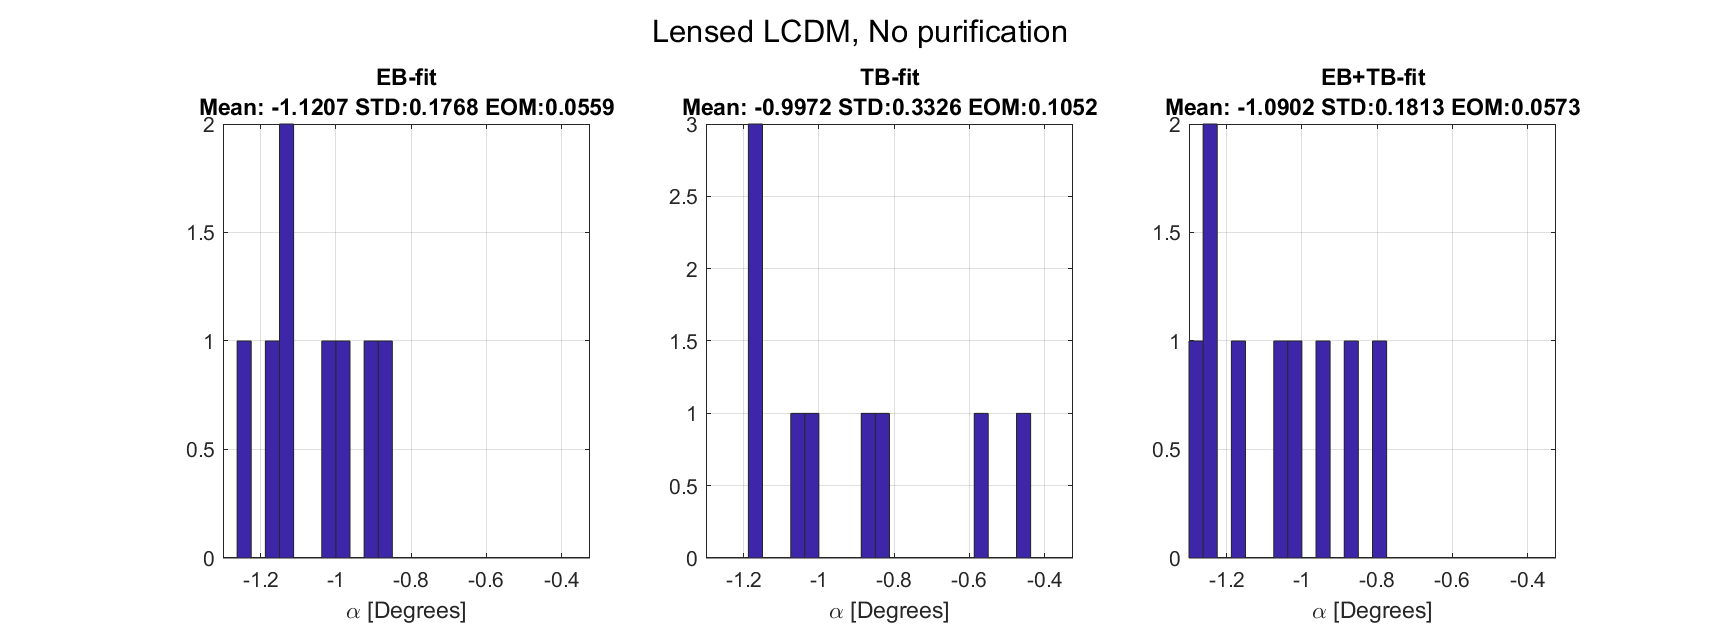 Lensed LCDM, No purification
EB-fit
Mean: -1.1207 STD:0.1768 EOM:0.0559
2
1.5
1
0.5
0
-1.2 -1 -0.8 -0.6 -0.4
α [Degrees]
TB-fit
Mean: -0.9972 STD:0.3326 EOM:0.1052
3
2.5
2
1.5
1
0.5
0
-1.2 -1 -0.8 -0.6 -0.4
α [Degrees]
EB+TB-fit
Mean: -1.0902 STD:0.1813 EOM:0.0573
2
1.5
1
0.5
0
-1.2 -1 -0.8 -0.6 -0.4
α [Degrees]